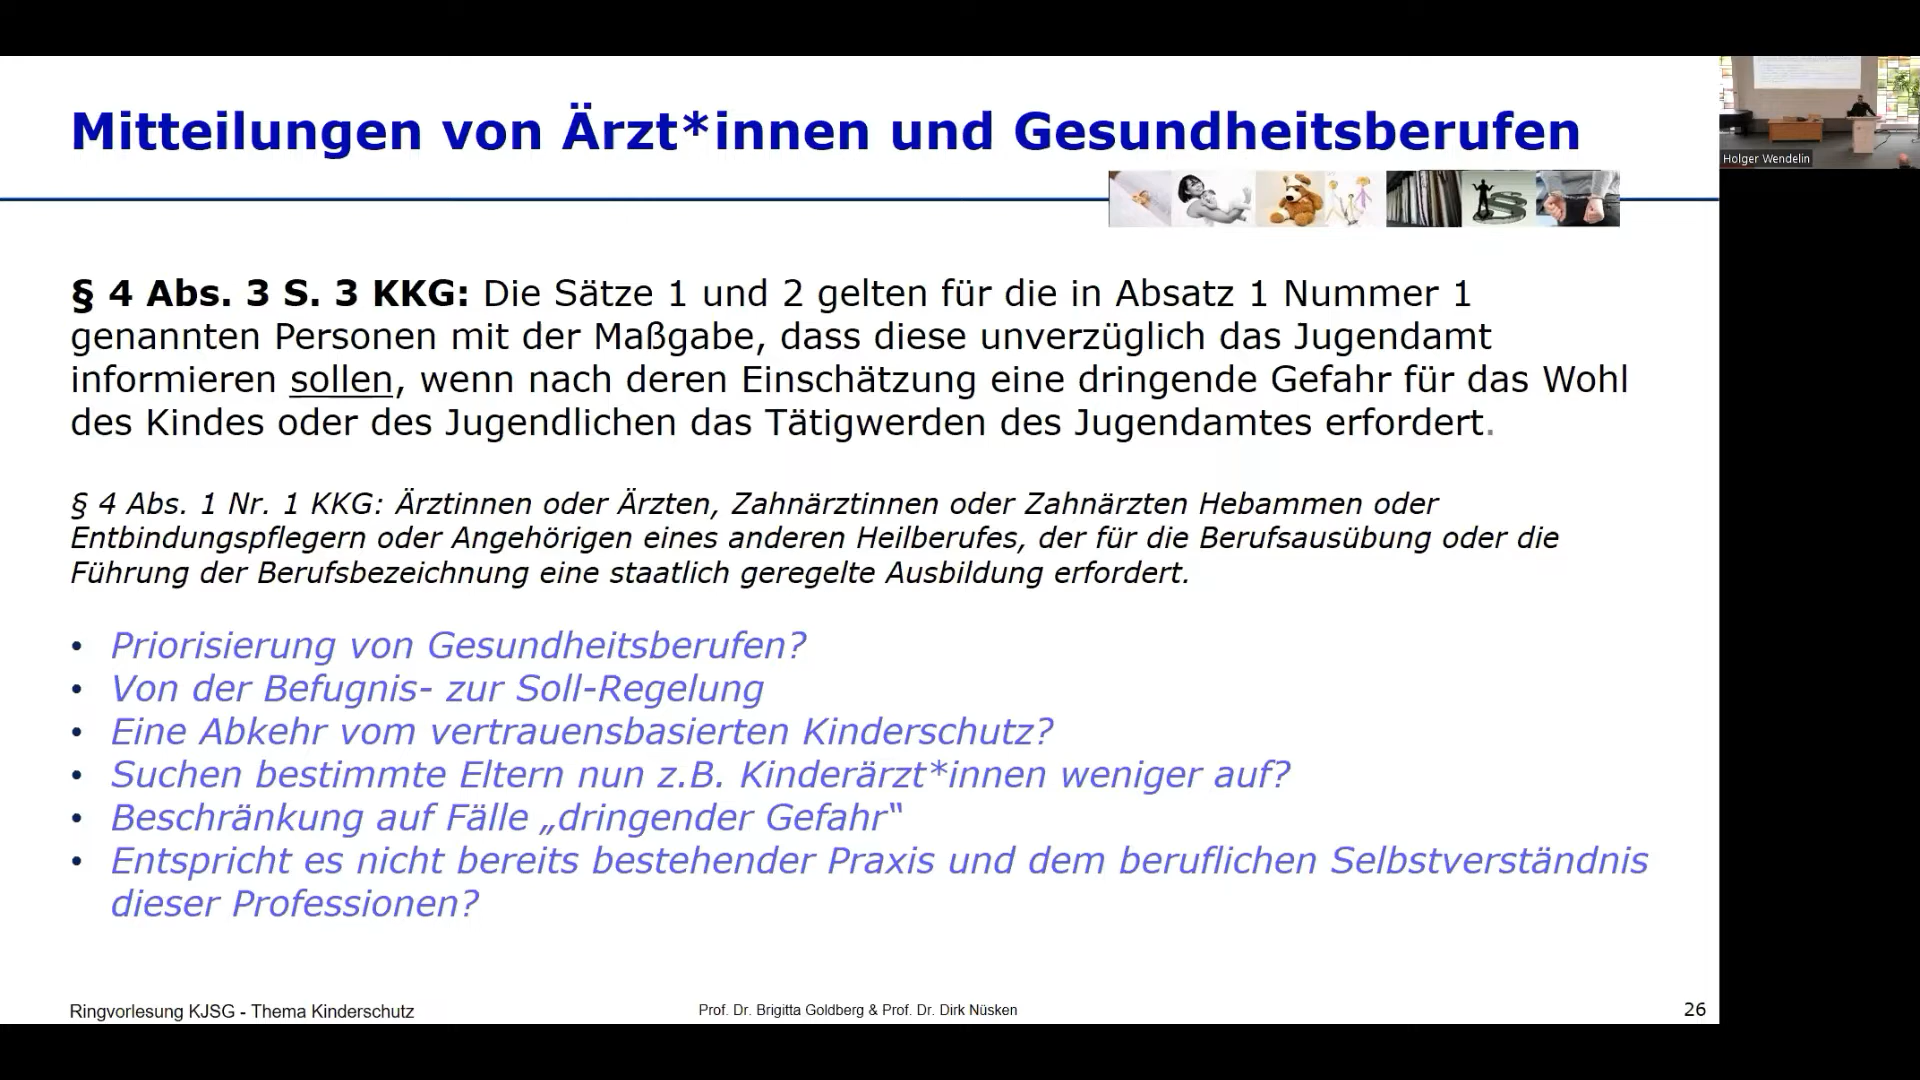 Mitteilungen von Ärzt*innen und Gesundheitsberufen
Holger Wendelin
§ 4 Abs. 3 S. 3 KKG: Die Sätze 1 und 2 gelten für die in Absatz 1 Nummer 1
genannten Personen mit der Maßgabe, dass diese unverzüglich das Jugendamt
informieren sollen, wenn nach deren Einschätzung eine dringende Gefahr für das Wohl
des Kindes oder des Jugendlichen das Tätigwerden des Jugendamtes erfordert.
§ 4 Abs. 1 Nr. 1 KKG: Ärztinnen oder Ärzten, Zahnärztinnen oder Zahnärzten Hebammen oder
Entbindungspflegern oder Angehörigen eines anderen Heilberufes, der für die Berufsausübung oder die
Führung der Berufsbezeichnung eine staatlich geregelte Ausbildung erfordert.
• Priorisierung von Gesundheitsberufen?
• Von der Befugnis- zur Soll-Regelung
• Eine Abkehr vom vertrauensbasierten Kinderschutz?
• Suchen bestimmte Eltern nun z.B. Kinderärzt*innen weniger auf?
• Beschränkung auf Fälle „dringender Gefahr“
• Entspricht es nicht bereits bestehender Praxis und dem beruflichen Selbstverständnis
dieser Professionen?
Ringvorlesung KJSG - Thema Kinderschutz
Prof. Dr. Brigitta Goldberg & Prof. Dr. Dirk Nüsken
26